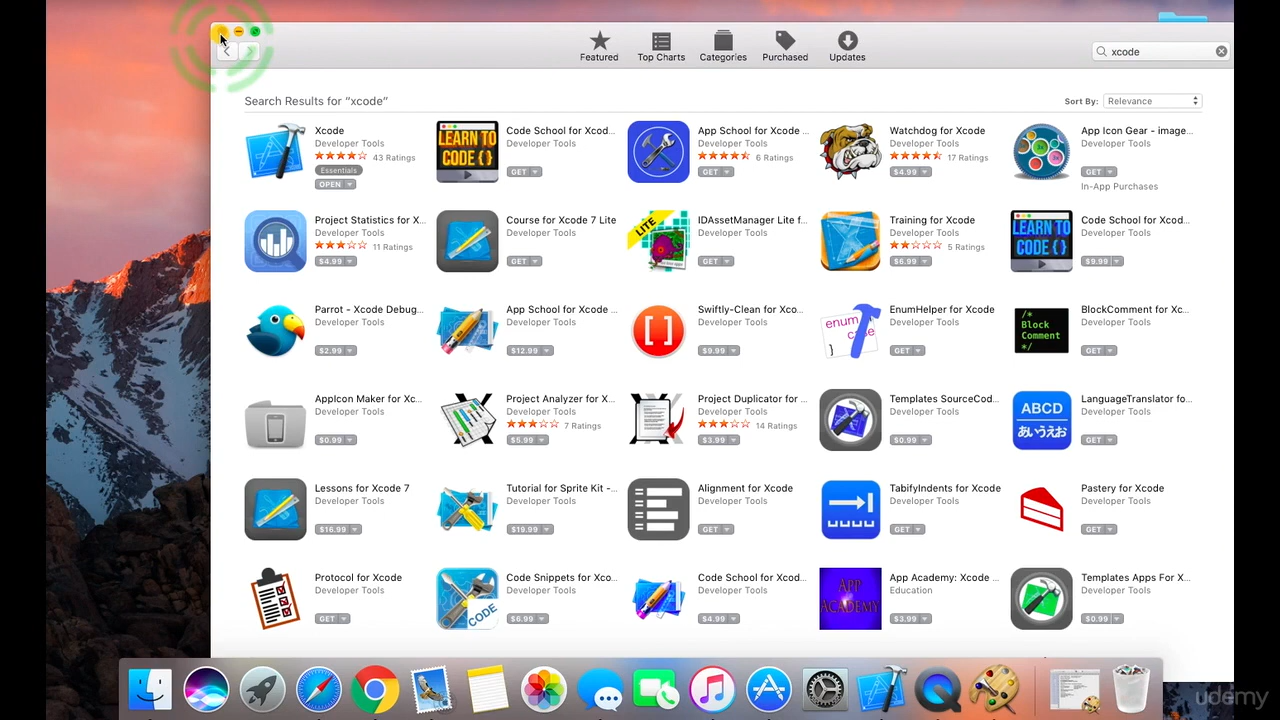 Featured
Top Charts
Categories
Purchased
Updates
xcode
Search Results for “xcode”
Sort By:
Relevance
Xcode
Developer Tools
43 Ratings
Essentials
OPEN
LEARN TO
CODE {}
Code School for Xcod...
Developer Tools
GET
App School for Xcode ...
Developer Tools
6 Ratings
GET
Watchdog for Xcode
Developer Tools
17 Ratings
$4.99
App Icon Gear - image...
Developer Tools
GET
In-App Purchases
Project Statistics for X...
Developer Tools
11 Ratings
$4.99
Course for Xcode 7 Lite
Developer Tools
GET
LITE
IDAssetManager Lite f...
Developer Tools
GET
Training for Xcode
Developer Tools
5 Ratings
$6.99
LEARN TO
CODE {}
Code School for Xcod...
Developer Tools
$9.99
Parrot - Xcode Debug...
Developer Tools
$2.99
App School for Xcode ...
Developer Tools
$12.99
[ ]
Swiftly-Clean for Xco...
Developer Tools
$9.99
enum
}
EnumHelper for Xcode
Developer Tools
GET
/*
Block
Comment
*/
BlockComment for Xc...
Developer Tools
GET
AppIcon Maker for Xc...
Developer Tools
$0.99
Project Analyzer for X...
Developer Tools
7 Ratings
$5.99
Project Duplicator for ...
Developer Tools
14 Ratings
$3.99
Templates SourceCod...
Developer Tools
$0.99
ABCD
あいうえお
LanguageTranslator fo...
Developer Tools
GET
Lessons for Xcode 7
Developer Tools
$16.99
Tutorial for Sprite Kit -...
Developer Tools
$19.99
Alignment for Xcode
Developer Tools
GET
TabifyIndents for Xcode
Developer Tools
GET
Pastery for Xcode
Developer Tools
GET
Protocol for Xcode
Developer Tools
GET
CODE
Code Snippets for Xco...
Developer Tools
$6.99
Code School for Xcod...
Developer Tools
$4.99
APP
ACADEMY
App Academy: Xcode ...
Education
$3.99
Templates Apps For X...
Developer Tools
$0.99
udemy